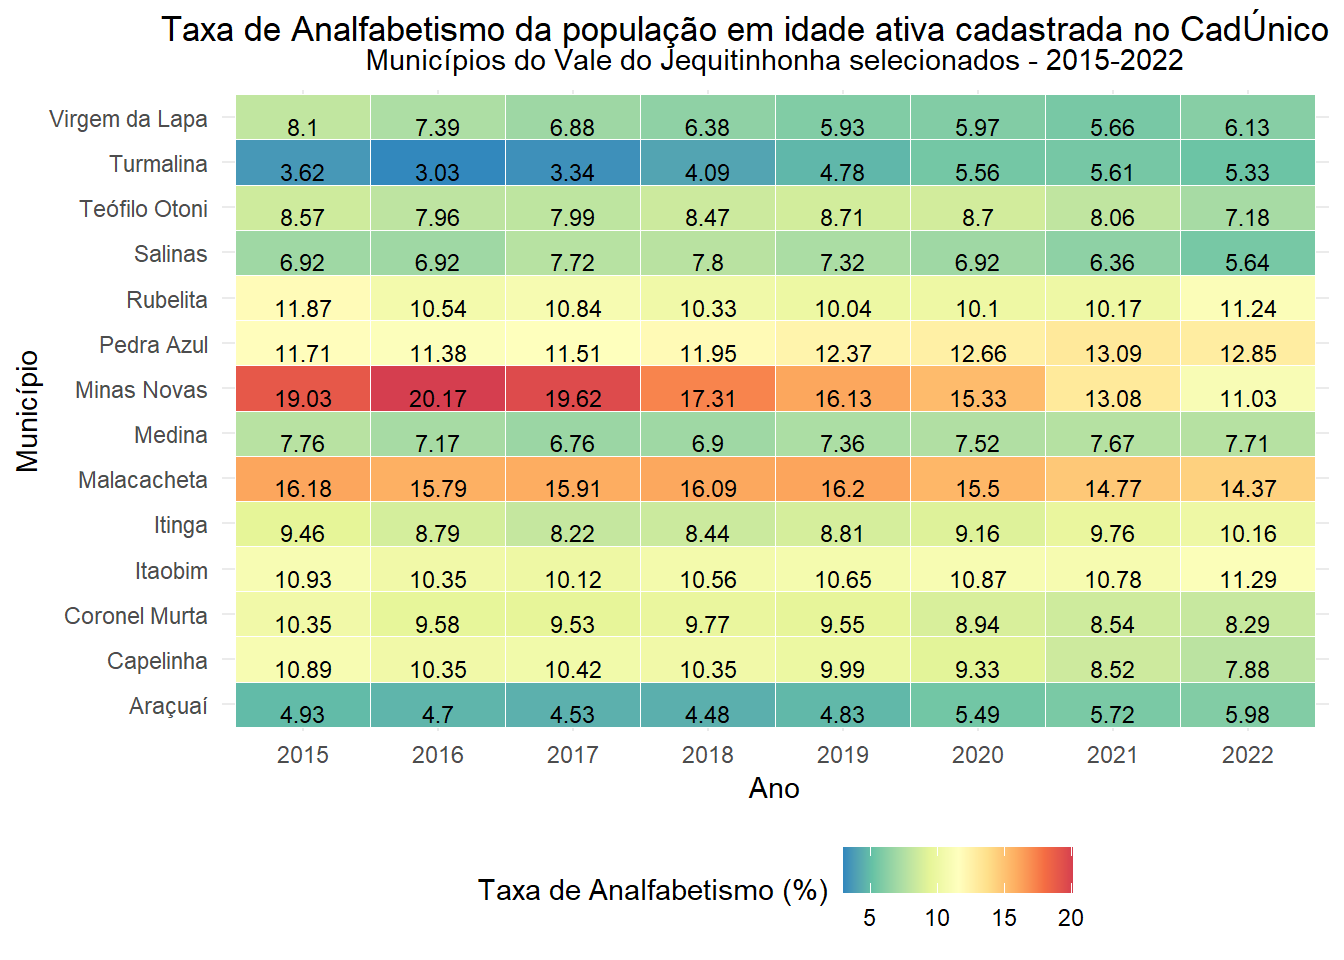 Taxa de Analfabetismo da população em idade ativa cadastrada no CadÚnico
Municípios do Vale do Jequitinhonha selecionados - 2015-2022
Município
Virgem da Lapa 8.1 7.39 6.88 6.38 5.93 5.97 5.66 6.13
Turmalina 3.62 3.03 3.34 4.09 4.78 5.56 5.61 5.33
Teófilo Otoni 8.57 7.96 7.99 8.47 8.71 8.7 8.06 7.18
Salinas 6.92 6.92 7.72 7.8 7.32 6.92 6.36 5.64
Rubelita 11.87 10.54 10.84 10.33 10.04 10.1 10.17 11.24
Pedra Azul 11.71 11.38 11.51 11.95 12.37 12.66 13.09 12.85
Minas Novas 19.03 20.17 19.62 17.31 16.13 15.33 13.08 11.03
Medina 7.76 7.17 6.76 6.9 7.36 7.52 7.67 7.71
Malacacheta 16.18 15.79 15.91 16.09 16.2 15.5 14.77 14.37
Itinga 9.46 8.79 8.22 8.44 8.81 9.16 9.76 10.16
Itaobim 10.93 10.35 10.12 10.56 10.65 10.87 10.78 11.29
Coronel Murta 10.35 9.58 9.53 9.77 9.55 8.94 8.54 8.29
Capelinha 10.89 10.35 10.42 10.35 9.99 9.33 8.52 7.88
Araçuaí 4.93 4.7 4.53 4.48 4.83 5.49 5.72 5.98
2015 2016 2017 2018 2019 2020 2021 2022
Ano
Taxa de Analfabetismo (%)
5 10 15 20